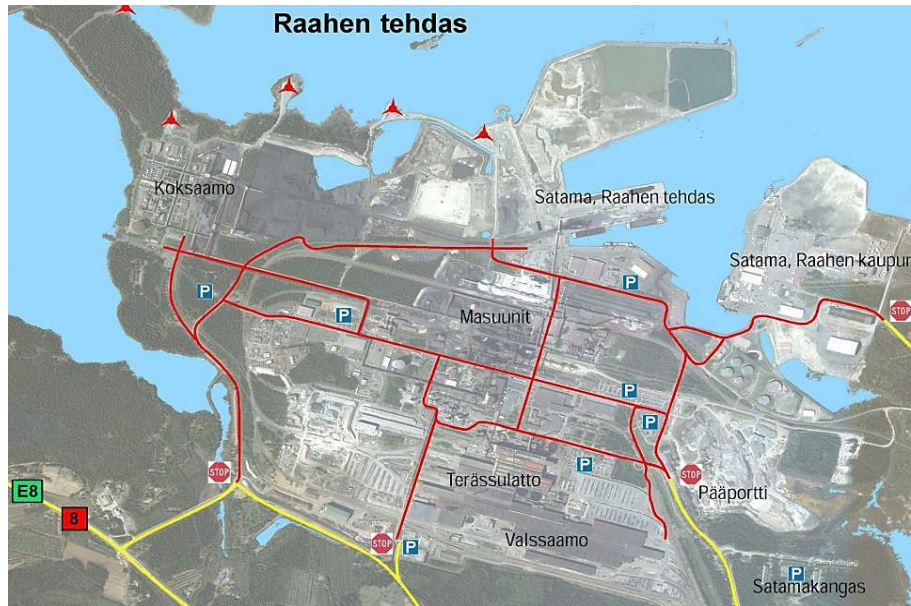 Raahen tehdas
Koksaamo
Satama, Raahen tehdas
Satama, Raahen kaupun
P
P
P
Masuunit
STOP
P
P
P
STOP
STOP
Terässulatto
Pääportti
E8
8
Valssaamo
STOP
P
P
Satamakangas